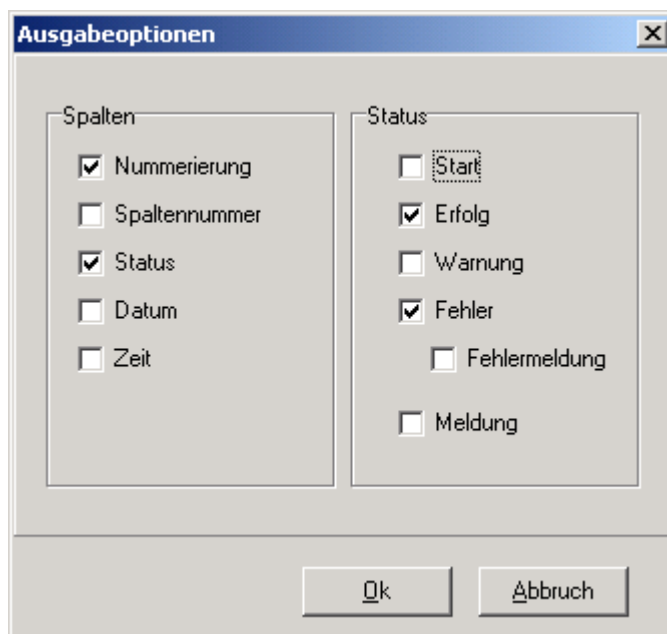 Ausgabeoptionen
Spalten
Nummerierung
Spaltennummer
Status
Datum
Zeit
Status
Start
Erfolg
Warnung
Fehler
Fehlermeldung
Meldung
Ok
Abbruch